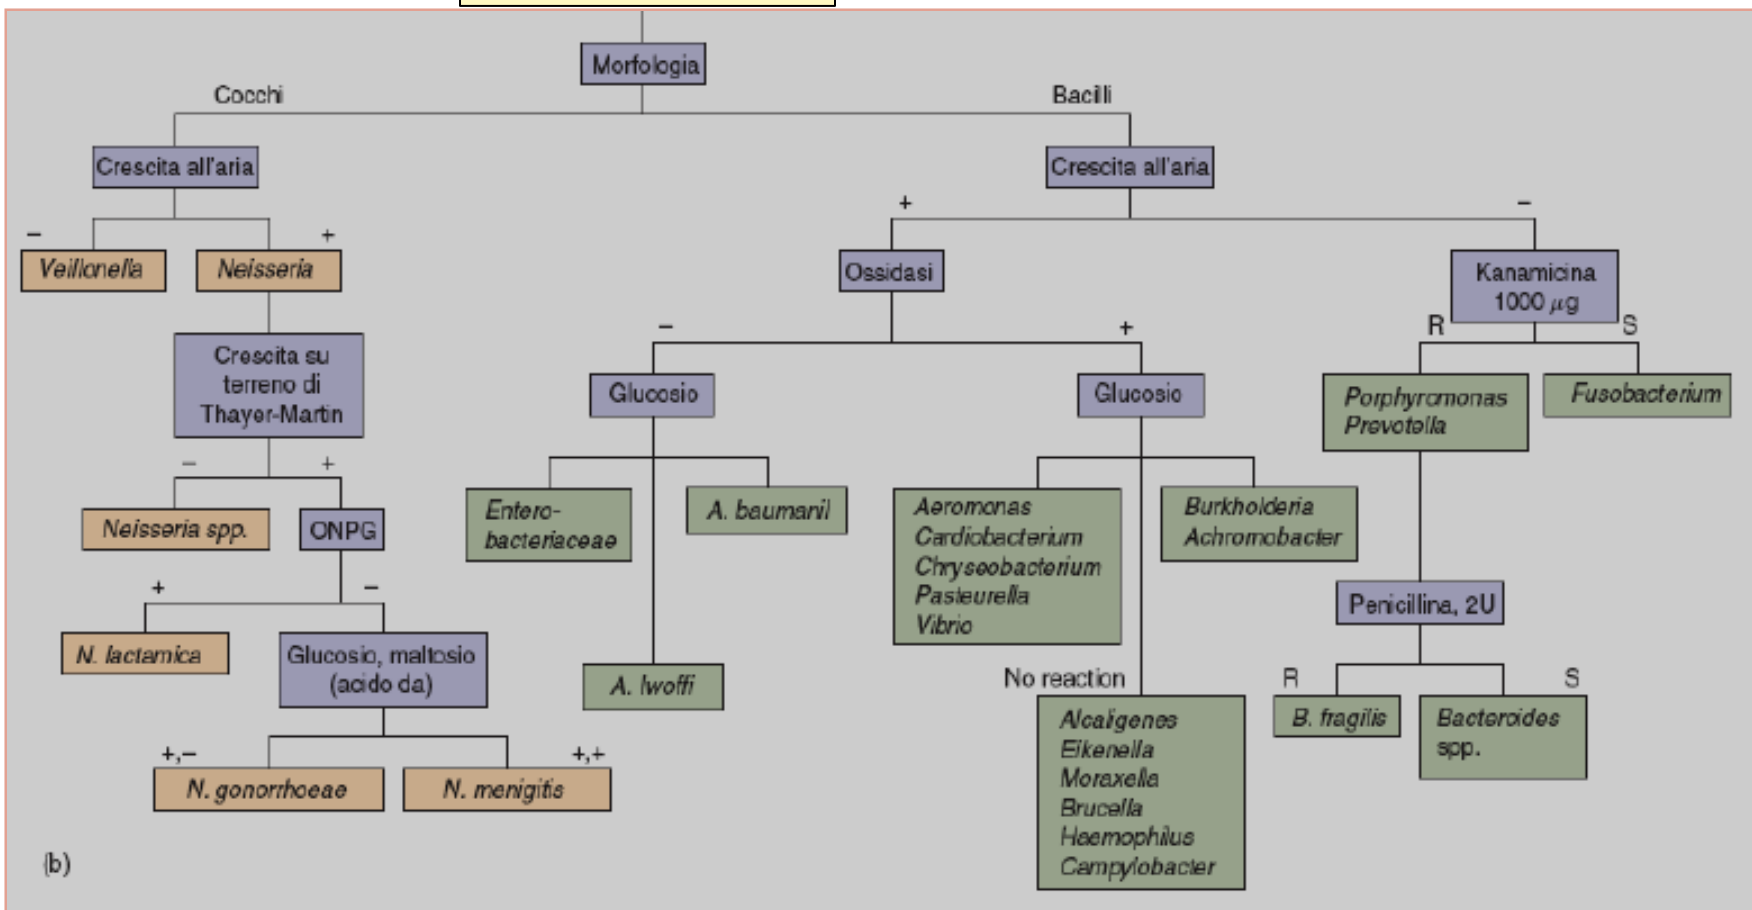 Morfologia
Cocchi
Bacilli
Crescita all'aria
Crescita all'aria
+
–
–
+
Veillonella
Neisseria
Ossidasi
Kanamicina
1000 µg
R
S
–
+
Crescita su
terreno di
Thayer-Martin
Glucosio
Glucosio
Porphyromonas
Prevotella
Fusobacterium
–
+
Neisseria spp.
ONPG
Entero-
bacteriaceae
A. baumanil
Aeromonas
Cardiobacterium
Chryseobacterium
Pasteurella
Vibrio
Burkholderia
Achromobacter
+
–
Penicillina, 2U
N. lactamica
Glucosio, maltosio
(acido da)
A. lwoffi
No reaction
R
S
Alcaligenes
Eikenella
Moraxella
Brucella
Haemophilus
Campylobacter
B. fragilis
Bacteroides
spp.
+,–
+,+
N. gonorrhoeae
N. menigitis
(b)